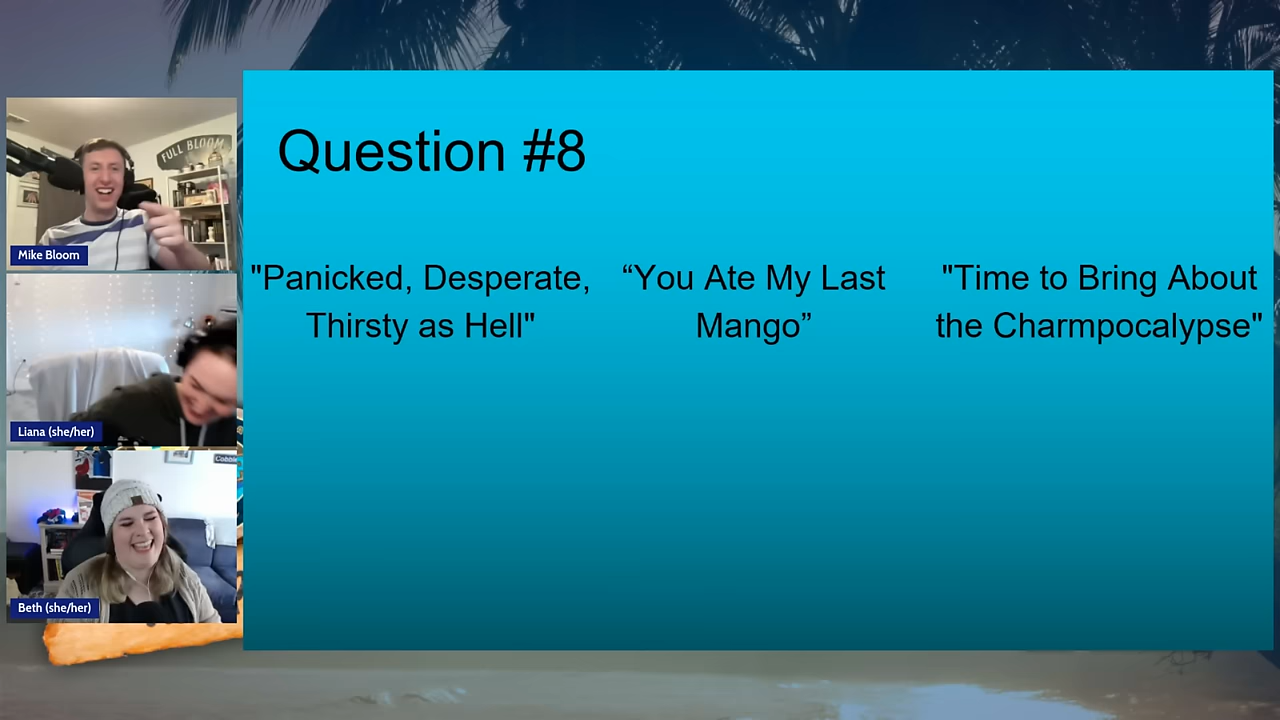 Question #8
"Panicked, Desperate,
Thirsty as Hell"
“You Ate My Last
Mango”
"Time to Bring About
the Charmpocalypse"
FULL BLOOM
Mike Bloom
Liana (she/her)
Beth (she/her)